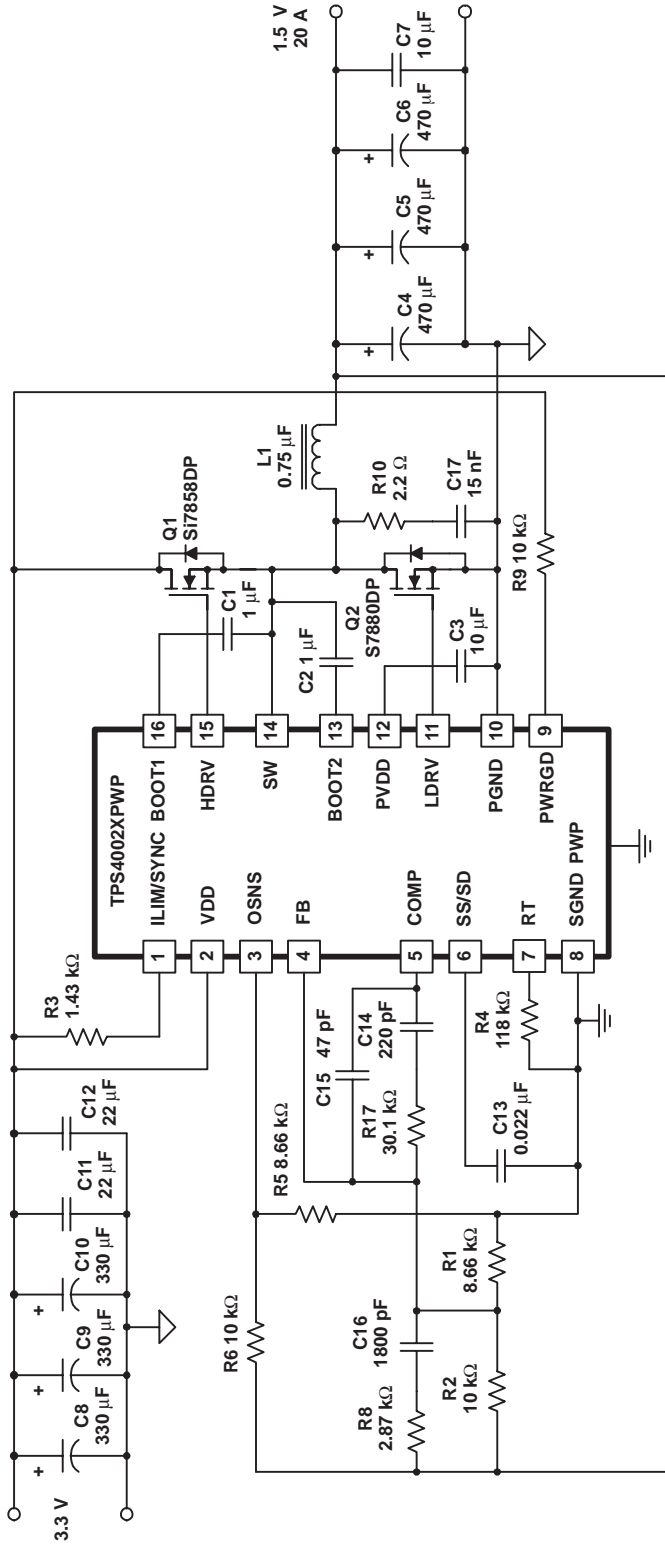 3.3 V
C8
330 µF
C9
330 µF
C10
330 µF
C11
22 µF
C12
22 µF
R3
1.43 kΩ
R6 10 kΩ
R5 8.66 kΩ
R8
2.87 kΩ
C16
1800 pF
R2
10 kΩ
R1
8.66 kΩ
C15
47 pF
R17
30.1 kΩ
C14
220 pF
C13
0.022 µF
R4
118 kΩ
TPS4002XPWP
1
ILIM/SYNC
BOOT1
16
2
VDD
HDRV
15
3
OSNS
SW
14
4
FB
BOOT2
13
PVDD
12
5
COMP
LDRV
11
6
SS/SD
PGND
10
7
RT
PWRGD
9
8
SGND
PWP
Q1
Si7858DP
C1
1 µF
C2 1 µF
Q2
S7880DP
C3
10 µF
R9 10 kΩ
L1
0.75 µF
R10
2.2 Ω
C17
15 nF
C4
470 µF
C5
470 µF
C6
470 µF
C7
10 µF
1.5 V
20 A
+
+
+
+
+
+